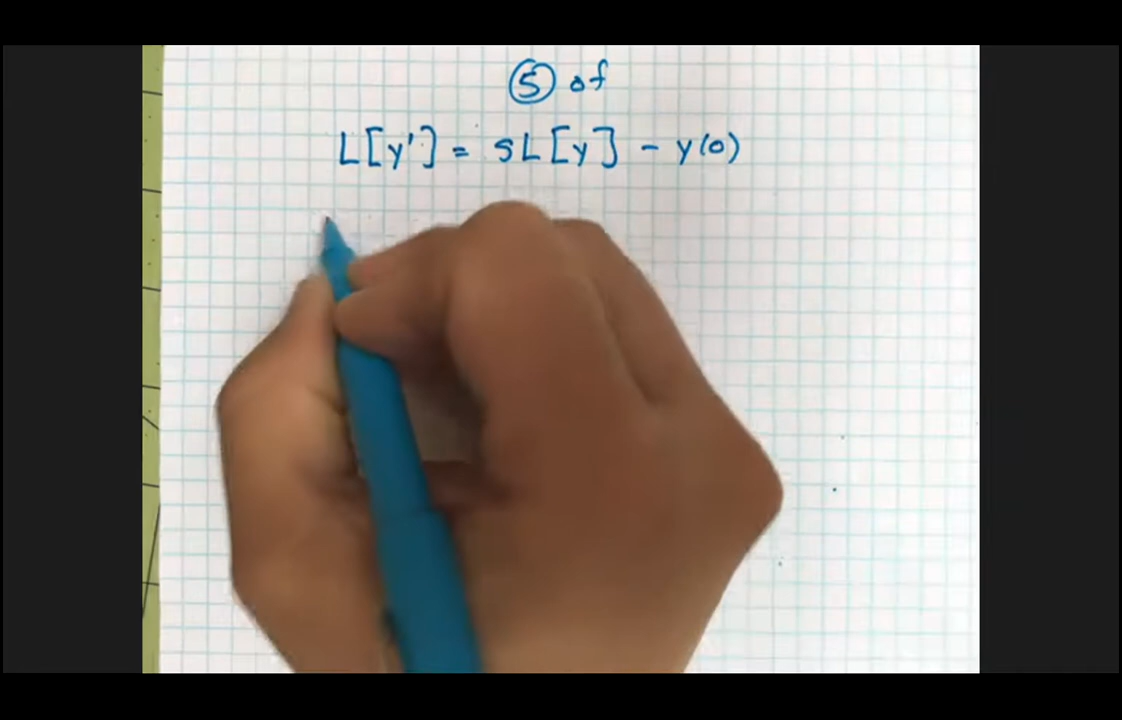 ⑤ of
L[y'] = sL[y] - y(0)